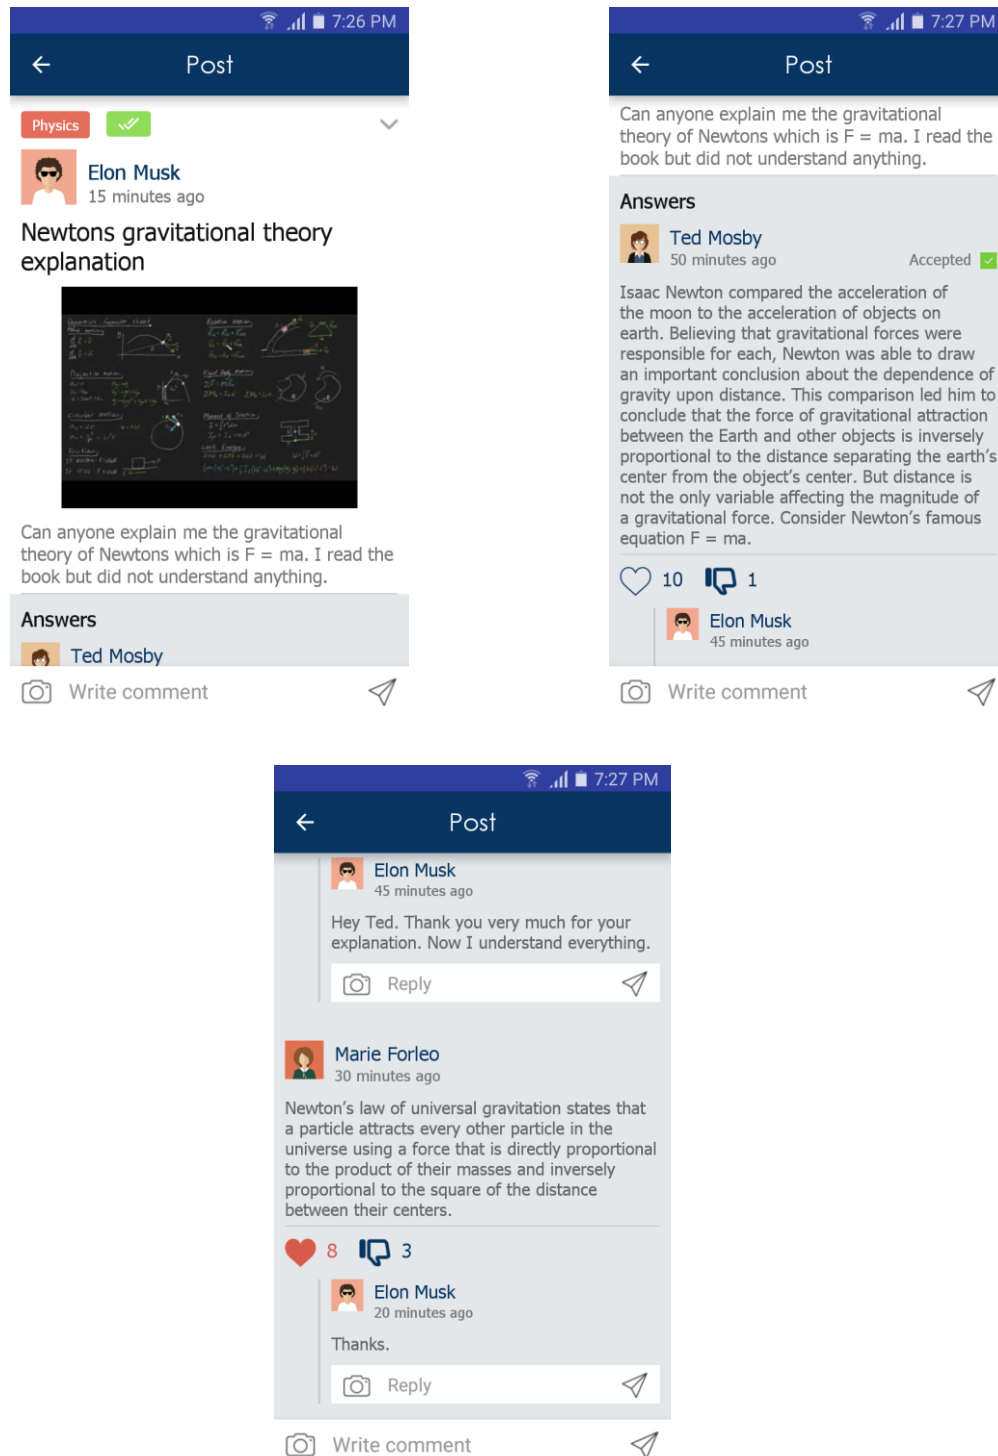 7:26 PM
Post
Physics
Elon Musk
15 minutes ago
Newtons gravitational theory
explanation
Can anyone explain me the gravitational
theory of Newtons which is F = ma. I read the
book but did not understand anything.
Answers
Ted Mosby
Write comment
7:27 PM
Post
Can anyone explain me the gravitational
theory of Newtons which is F = ma. I read the
book but did not understand anything.
Answers
Ted Mosby
50 minutes ago
Accepted
Isaac Newton compared the acceleration of
the moon to the acceleration of objects on
earth. Believing that gravitational forces were
responsible for each, Newton was able to draw
an important conclusion about the dependence of
gravity upon distance. This comparison led him to
conclude that the force of gravitational attraction
between the Earth and other objects is inversely
proportional to the distance separating the earth's
center from the object's center. But distance is
not the only variable affecting the magnitude of
a gravitational force. Consider Newton's famous
equation F = ma.
10 1
Elon Musk
45 minutes ago
Write comment
7:27 PM
Post
Elon Musk
45 minutes ago
Hey Ted. Thank you very much for your
explanation. Now I understand everything.
Reply
Marie Forleo
30 minutes ago
Newton's law of universal gravitation states that
a particle attracts every other particle in the
universe using a force that is directly proportional
to the product of their masses and inversely
proportional to the square of the distance
between their centers.
8 3
Elon Musk
20 minutes ago
Thanks.
Reply
Write comment